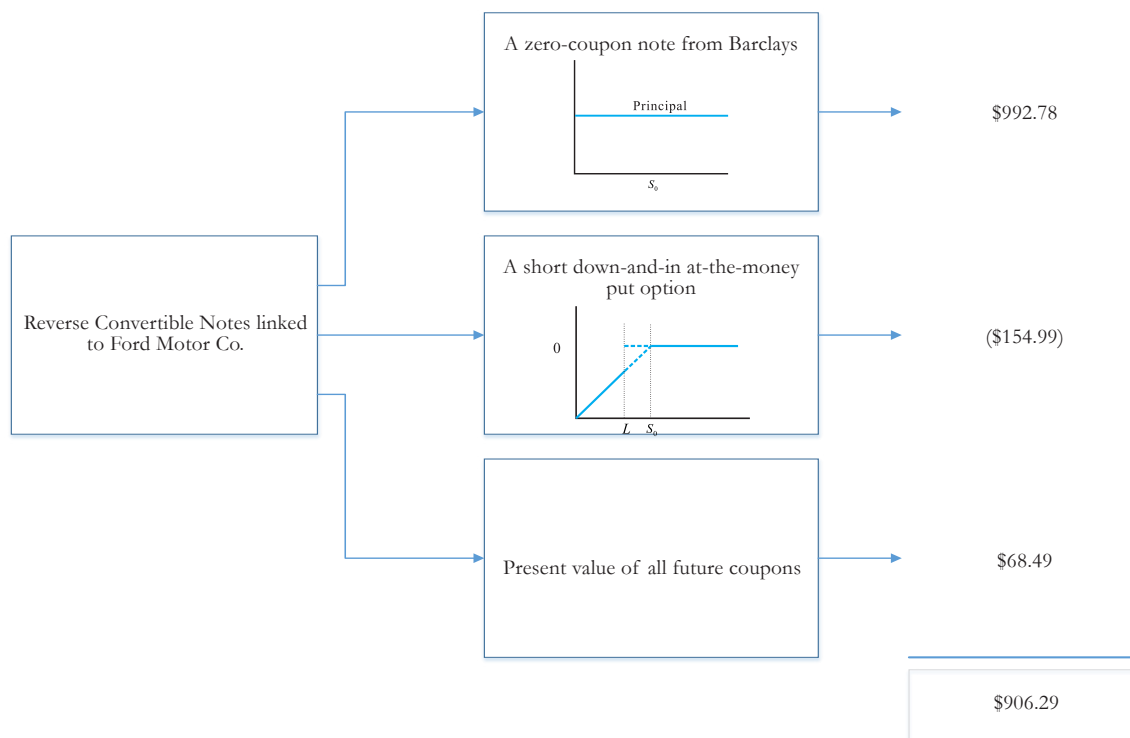 A zero-coupon note from Barclays
Principal
S₀
$992.78
Reverse Convertible Notes linked
to Ford Motor Co.
A short down-and-in at-the-money
put option
0
L S₀
($154.99)
Present value of all future coupons
$68.49
$906.29